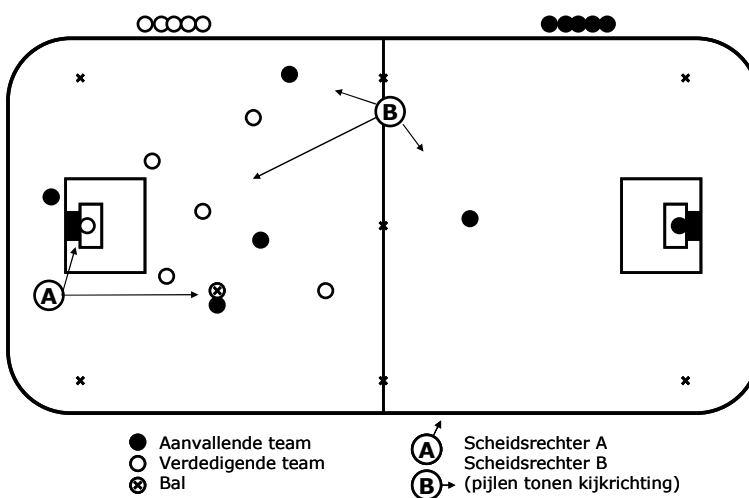 B
A
Aanvallende team
Verdedigende team
Bal
A Scheidsrechter A
Scheidsrechter B
B (pijlen tonen kijkrichting)